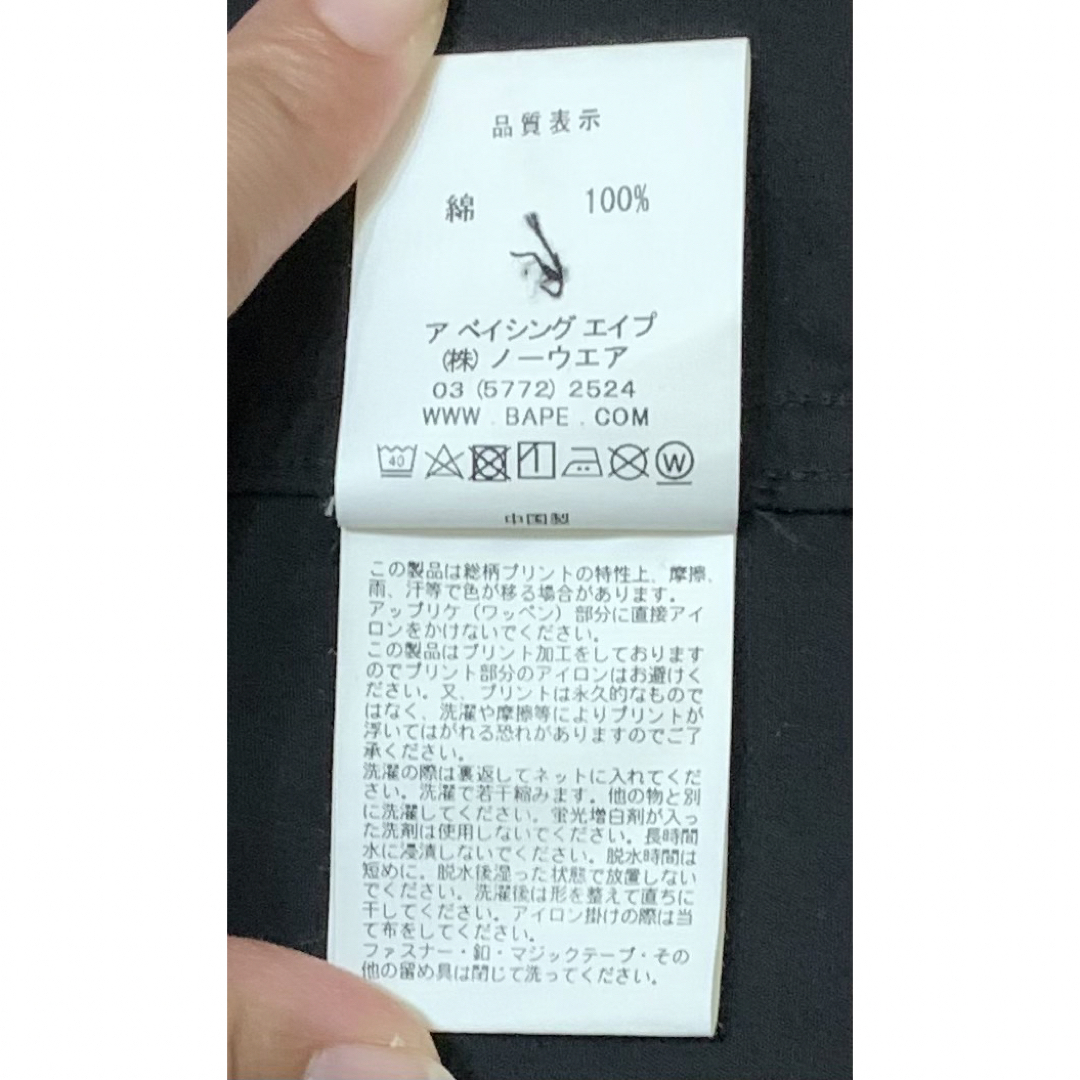 品質表示
綿 100%
ア ベイシング エイプ
(株) ノーウエア
03 (5772) 2524
WWW . BAPE . COM
40 W
中国製
この製品は総柄プリントの特性上、摩擦、
雨、汗等で色が移る場合があります。
アップリケ（ワッペン）部分に直接アイ
ロンをかけないでください。
この製品はプリント加工をしております
のでプリント部分のアイロンはお避けく
ださい。又、プリントは永久的なもので
はなく、洗濯や摩擦等によりプリントが
浮いてはがれる恐れがありますのでご了
承ください。
洗濯の際は裏返してネットに入れてくだ
さい。洗濯で若干縮みます。他の物と別
に洗濯してください。蛍光増白剤が入っ
た洗剤は使用しないでください。長時間
水に浸漬しないでください。脱水時間は
短めに。脱水後湿った状態で放置しない
でください。洗濯後は形を整えて直ちに
干してください。アイロン掛けの際は当
て布をしてください。
ファスナー・釦・マジックテープ・その
他の留め具は閉じて洗ってください。